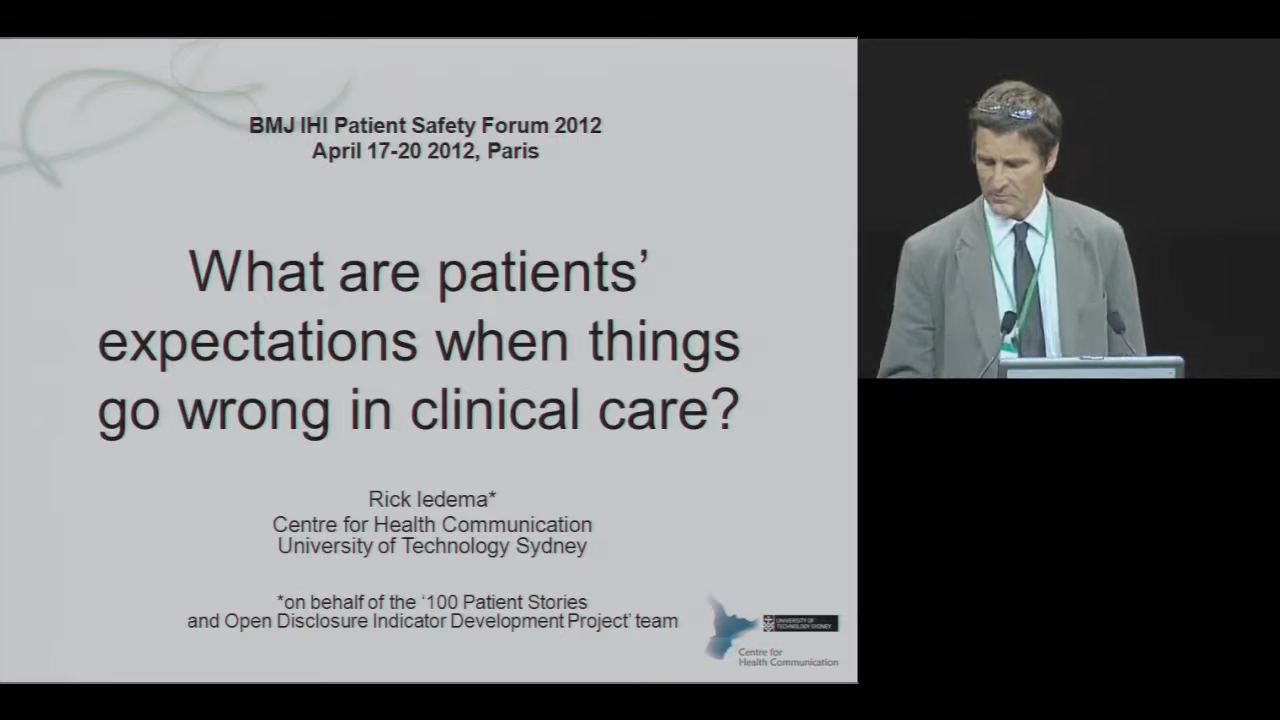 BMJ IHI Patient Safety Forum 2012
April 17-20 2012, Paris
What are patients’
expectations when things
go wrong in clinical care?
Rick Iedema*
Centre for Health Communication
University of Technology Sydney
*on behalf of the ‘100 Patient Stories
and Open Disclosure Indicator Development Project’ team
UNIVERSITY OF
TECHNOLOGY SYDNEY
Centre for
Health Communication